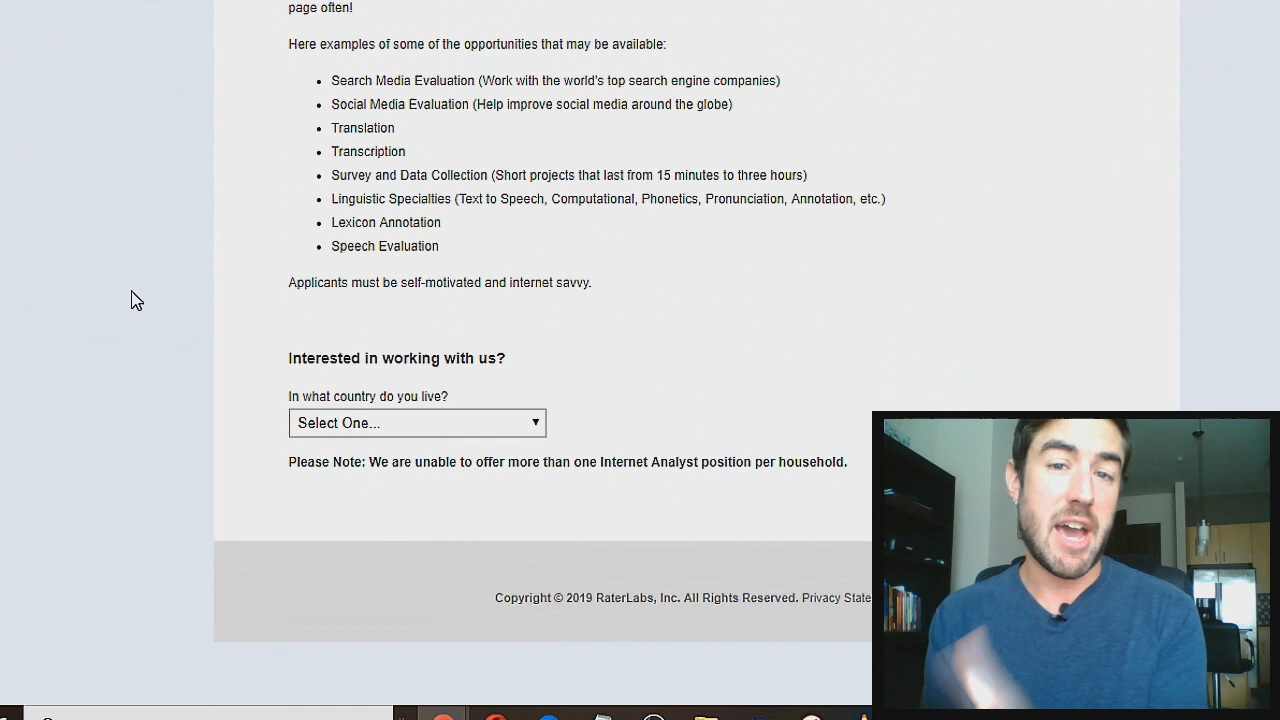 page often!
Here examples of some of the opportunities that may be available:
Search Media Evaluation (Work with the world's top search engine companies)
Social Media Evaluation (Help improve social media around the globe)
Translation
Transcription
Survey and Data Collection (Short projects that last from 15 minutes to three hours)
Linguistic Specialties (Text to Speech, Computational, Phonetics, Pronunciation, Annotation, etc.)
Lexicon Annotation
Speech Evaluation
Applicants must be self-motivated and internet savvy.
Interested in working with us?
In what country do you live?
Select One...
Please Note: We are unable to offer more than one Internet Analyst position per household.
Copyright © 2019 RaterLabs, Inc. All Rights Reserved. Privacy State